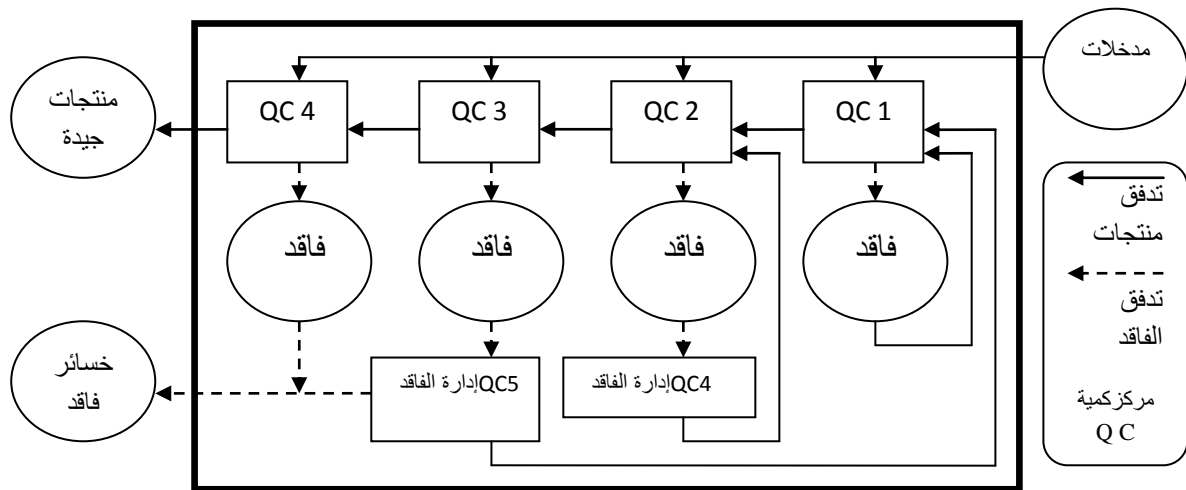 مدخلات
QC 1
QC 2
QC 3
QC 4
منتجات
جيدة
فاقد
فاقد
فاقد
فاقد
QC4إدارة الفاقد
QC5إدارة الفاقد
خسائر
فاقد
تدفق
منتجات
تدفق
الفاقد
مركزكمية
Q C